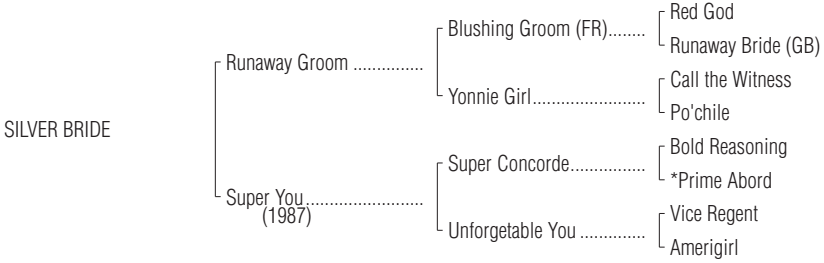 Red God
Blushing Groom (FR)........
Runaway Bride (GB)
Runaway Groom ...............
Call the Witness
Yonnie Girl........................
Po'chile
SILVER BRIDE
Bold Reasoning
Super Concorde................
*Prime Abord
Super You.........................
(1987)
Vice Regent
Unforgetable You ..............
Amerigirl